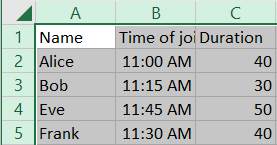 A B C
1 Name Time of joi Duration
2 Alice 11:00 AM 40
3 Bob 11:15 AM 30
4 Eve 11:45 AM 50
5 Frank 11:30 AM 40